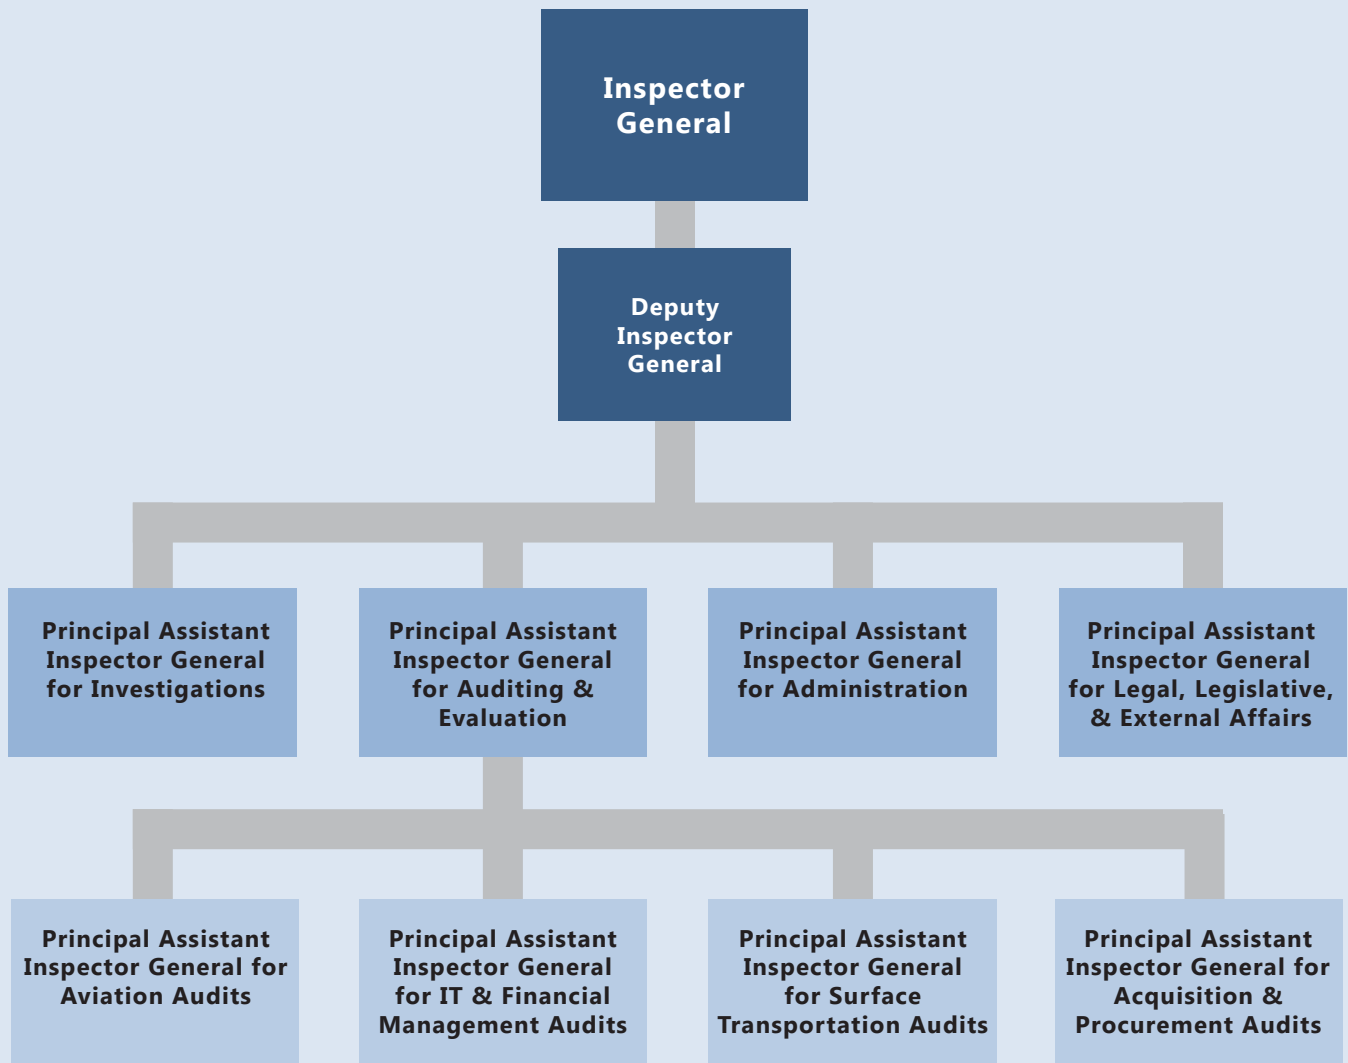 Inspector
General
Deputy
Inspector
General
Principal Assistant
Inspector General
for Investigations
Principal Assistant
Inspector General
for Auditing &
Evaluation
Principal Assistant
Inspector General
for Administration
Principal Assistant
Inspector General
for Legal, Legislative,
& External Affairs
Principal Assistant
Inspector General for
Aviation Audits
Principal Assistant
Inspector General
for IT & Financial
Management Audits
Principal Assistant
Inspector General
for Surface
Transportation Audits
Principal Assistant
Inspector General for
Acquisition &
Procurement Audits